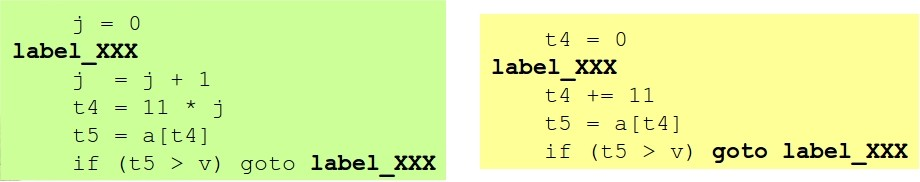 j = 0
label_XXX
j = j + 1
t4 = 11 * j
t5 = a[t4]
if (t5 > v) goto label_XXX
t4 = 0
label_XXX
t4 += 11
t5 = a[t4]
if (t5 > v) goto label_XXX